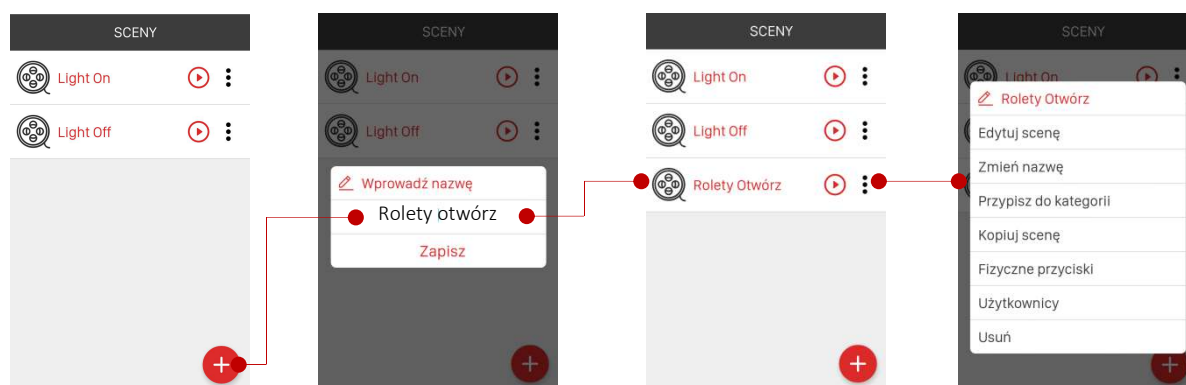 SCENY
Light On
Light Off
SCENY
Light On
Light Off
Wprowadź nazwę
Rolety otwórz
Zapisz
SCENY
Light On
Light Off
Rolety Otwórz
SCENY
Light On
Rolety Otwórz
Edytuj scenę
Zmień nazwę
Przypisz do kategorii
Kopiuj scenę
Fizyczne przyciski
Użytkownicy
Usuń